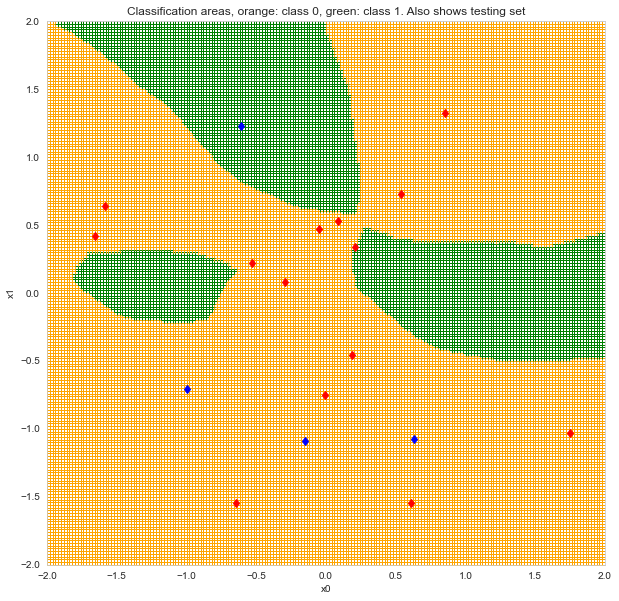 Classification areas, orange: class 0, green: class 1. Also shows testing set
2.0
1.5
1.0
0.5
0.0
−0.5
−1.0
−1.5
−2.0
x1
−2.0 −1.5 −1.0 −0.5 0.0 0.5 1.0 1.5 2.0
x0